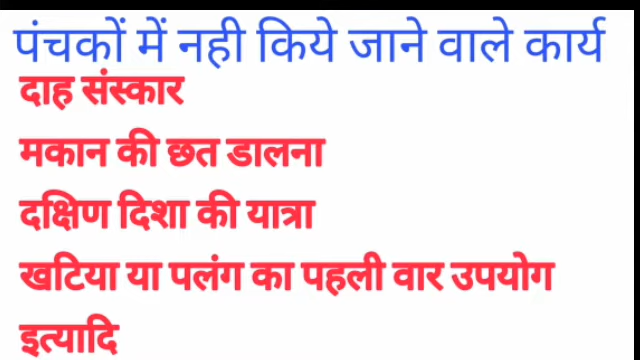 पंचकों में नही किये जाने वाले कार्य
दाह संस्कार
मकान की छत डालना
दक्षिण दिशा की यात्रा
खटिया या पलंग का पहली वार उपयोग
इत्यादि